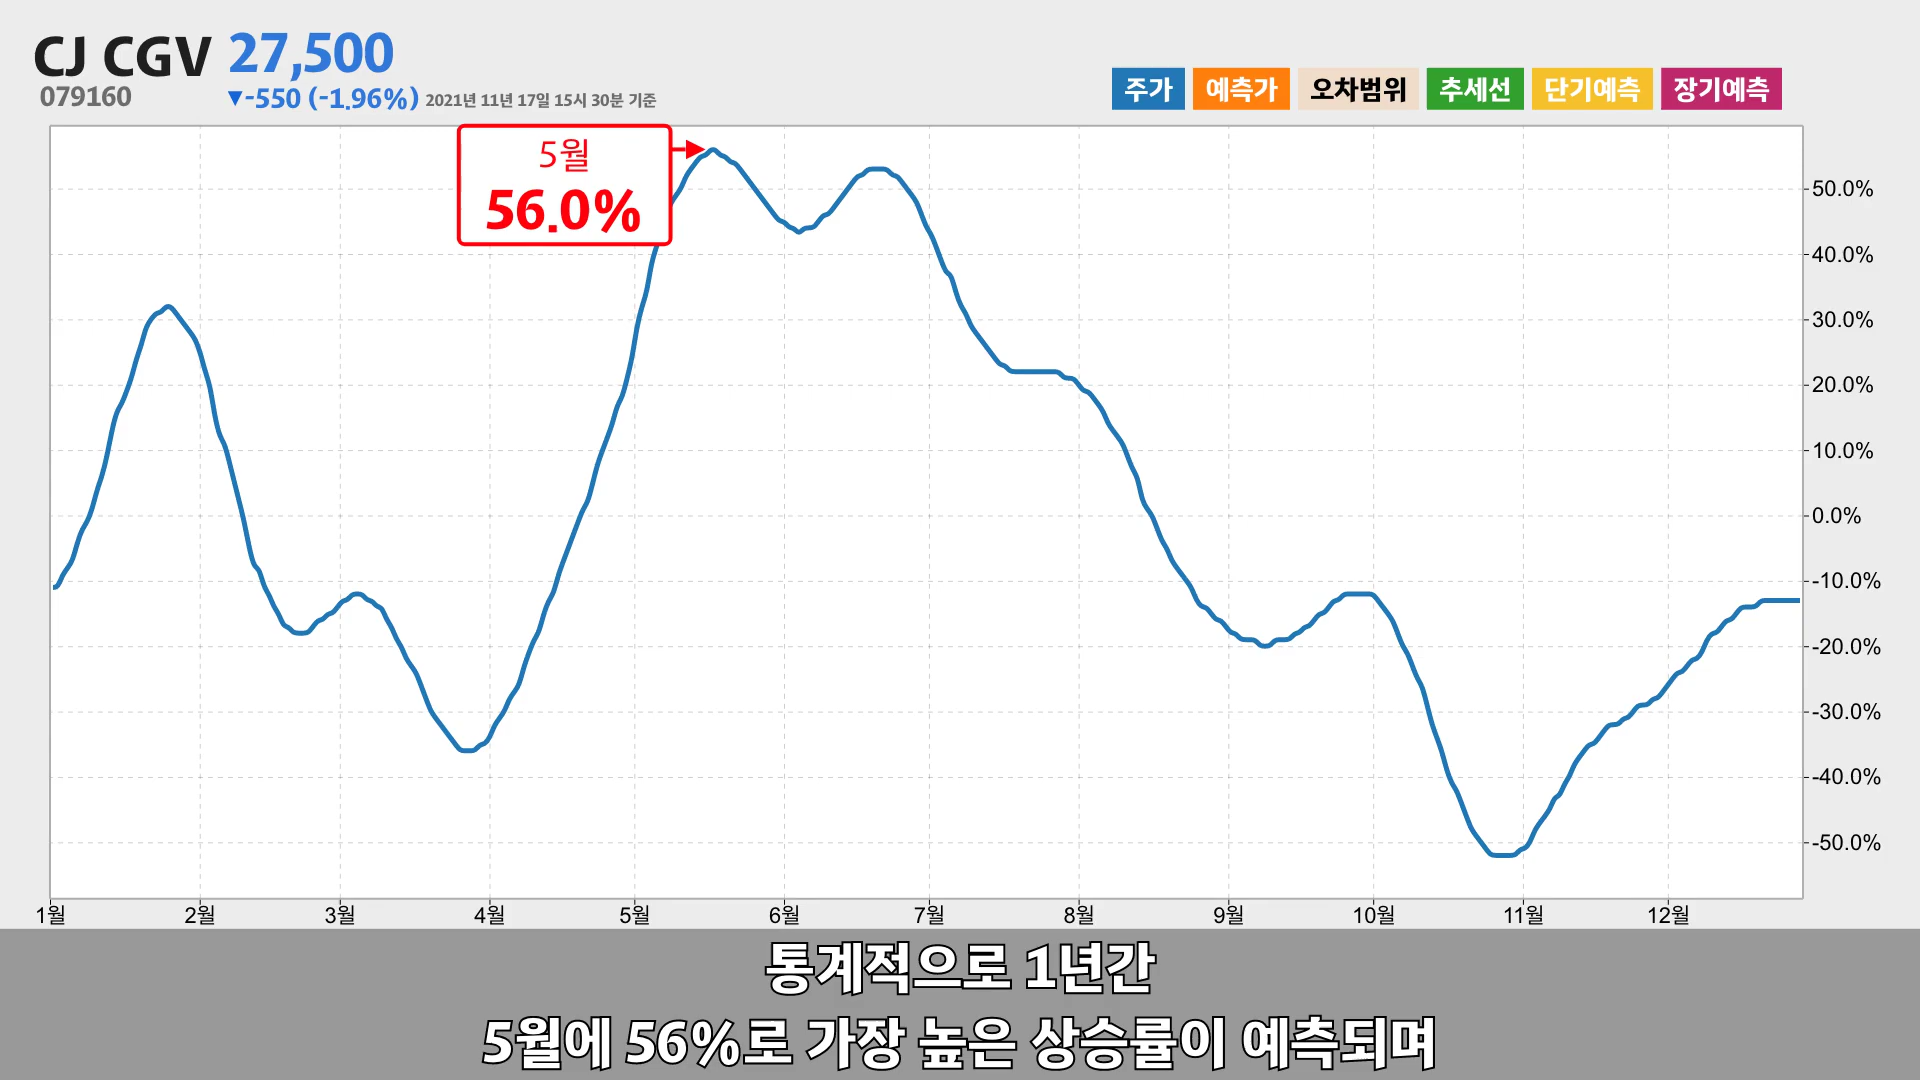 CJ CGV 27,500
079160 ▼-550 (-1.96%) 2021년 11년 17일 15시 30분 기준
주가 예측가 오차범위 추세선 단기예측 장기예측
5월
56.0%
50.0%
40.0%
30.0%
20.0%
10.0%
0.0%
-10.0%
-20.0%
-30.0%
-40.0%
-50.0%
1월 2월 3월 4월 5월 6월 7월 8월 9월 10월 11월 12월
통계적으로 1년간
5월에 56%로 가장 높은 상승률이 예측되며